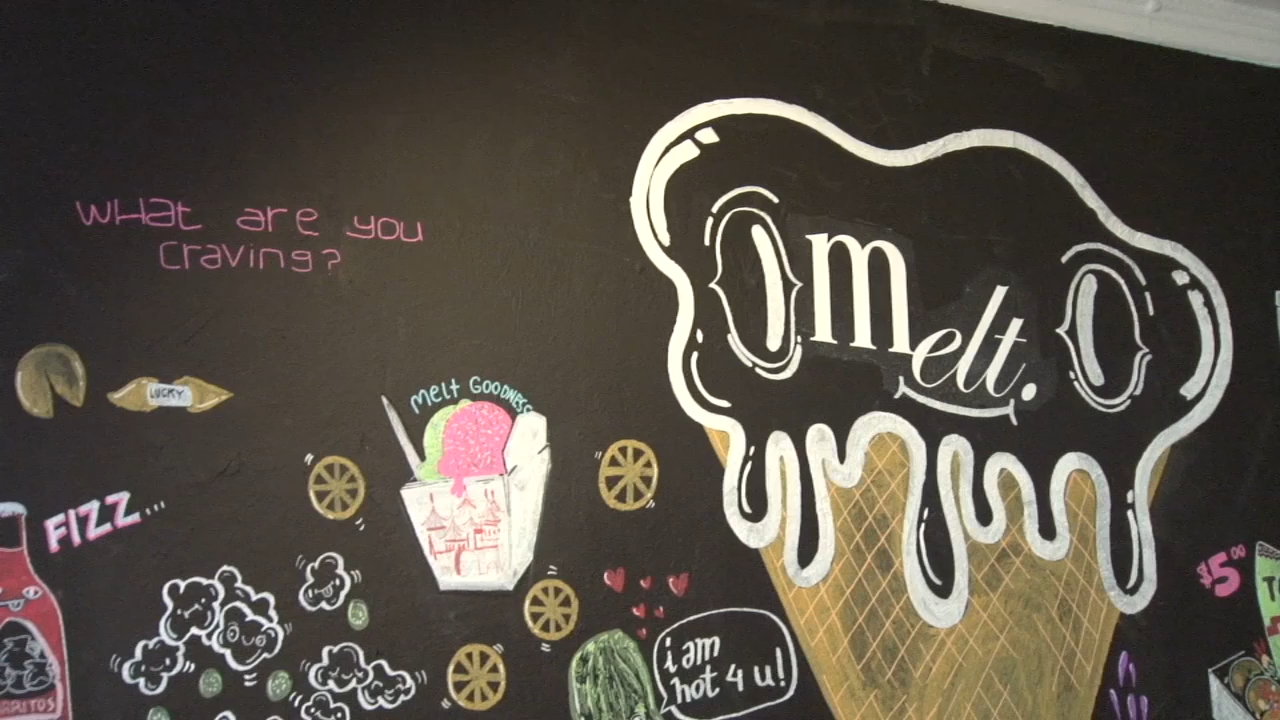 WHat are you
craving?
melt.
LUCKY
melt GOODNESS
FIZZ...
$5.00
i am
hot 4 u!